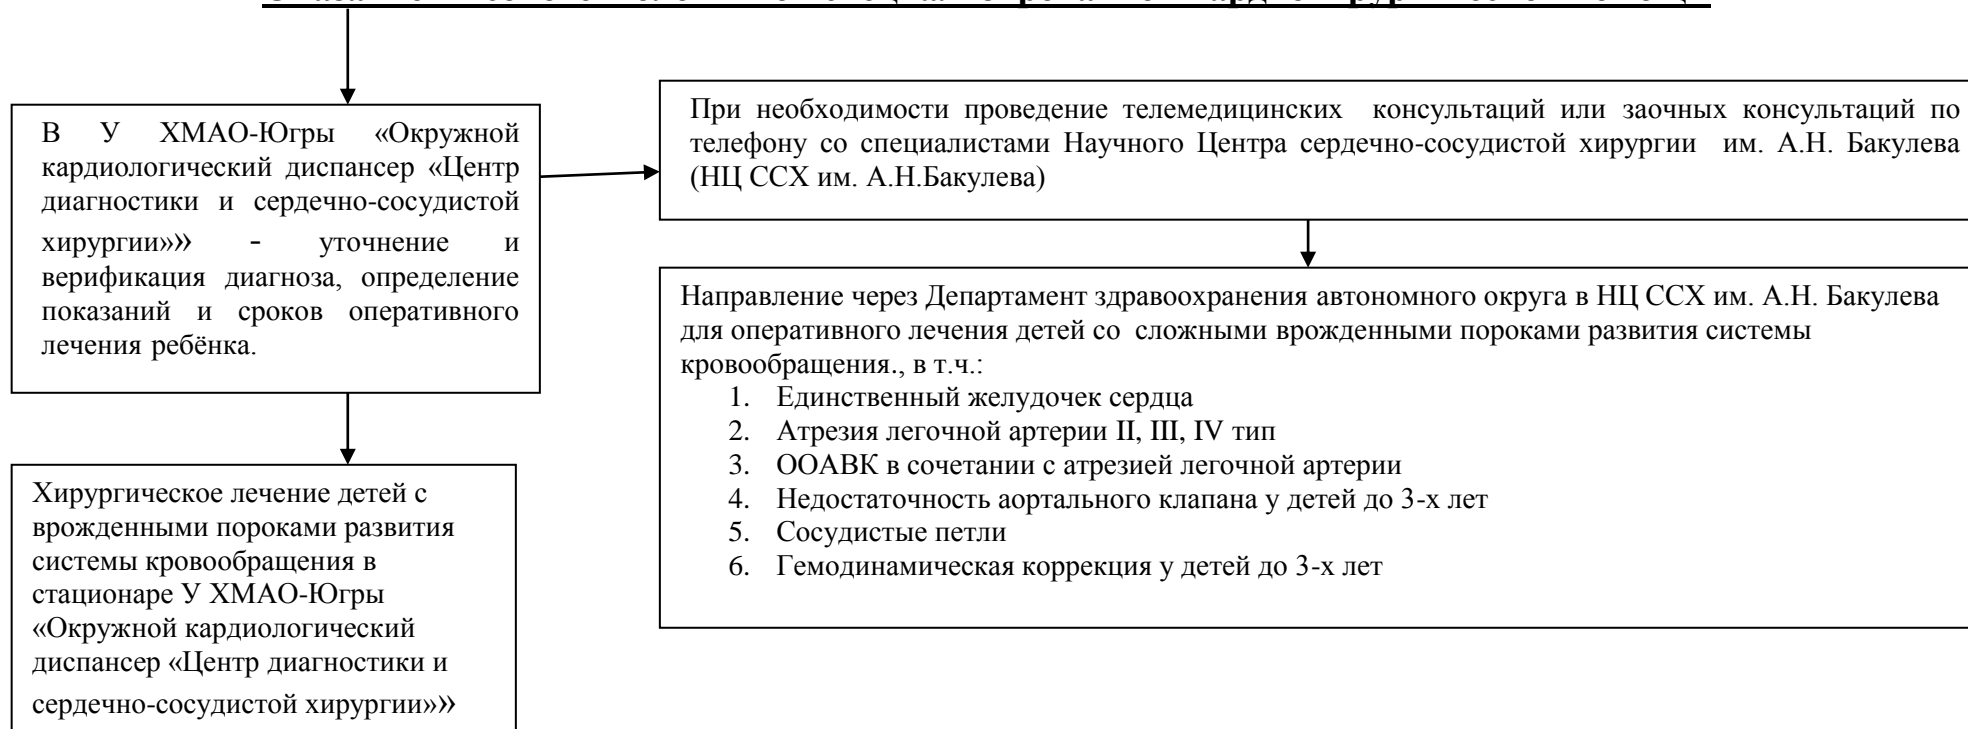 В У ХМАО-Югры «Окружной
кардиологический диспансер «Центр
диагностики и сердечно-сосудистой
хирургии»» - уточнение и
верификация диагноза, определение
показаний и сроков оперативного
лечения ребёнка.
При необходимости проведение телемедицинских консультаций или заочных консультаций по
телефону со специалистами Научного Центра сердечно-сосудистой хирургии им. А.Н. Бакулева
(НЦ ССХ им. А.Н.Бакулева)
Направление через Департамент здравоохранения автономного округа в НЦ ССХ им. А.Н. Бакулева
для оперативного лечения детей со сложными врожденными пороками развития системы
кровообращения., в т.ч.:
1. Единственный желудочек сердца
2. Атрезия легочной артерии II, III, IV тип
3. ООАВК в сочетании с атрезией легочной артерии
4. Недостаточность аортального клапана у детей до 3-х лет
5. Сосудистые петли
6. Гемодинамическая коррекция у детей до 3-х лет
Хирургическое лечение детей с
врожденными пороками развития
системы кровообращения в
стационаре У ХМАО-Югры
«Окружной кардиологический
диспансер «Центр диагностики и
сердечно-сосудистой хирургии»»